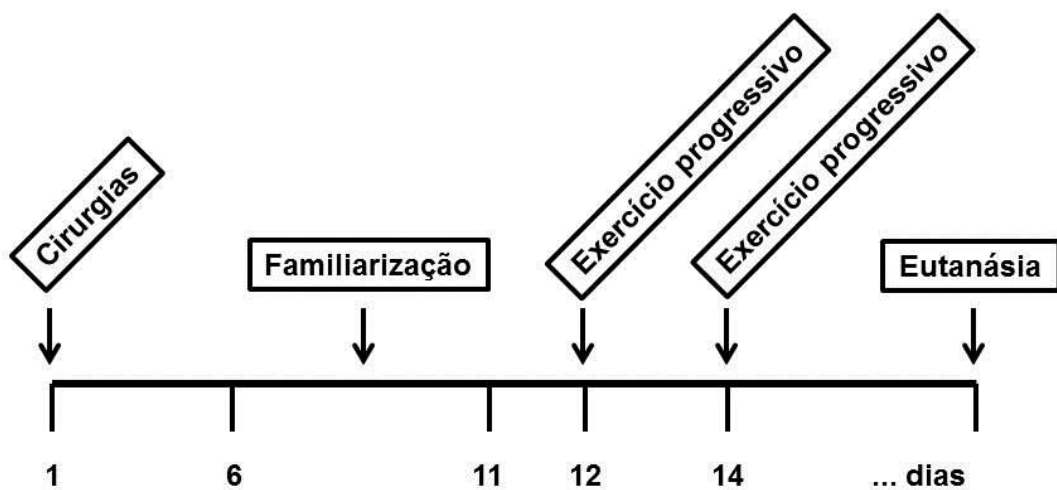 Cirurgias
Familiarização
Exercício progressivo
Exercício progressivo
Eutanásia
1 6 11 12 14 ... dias